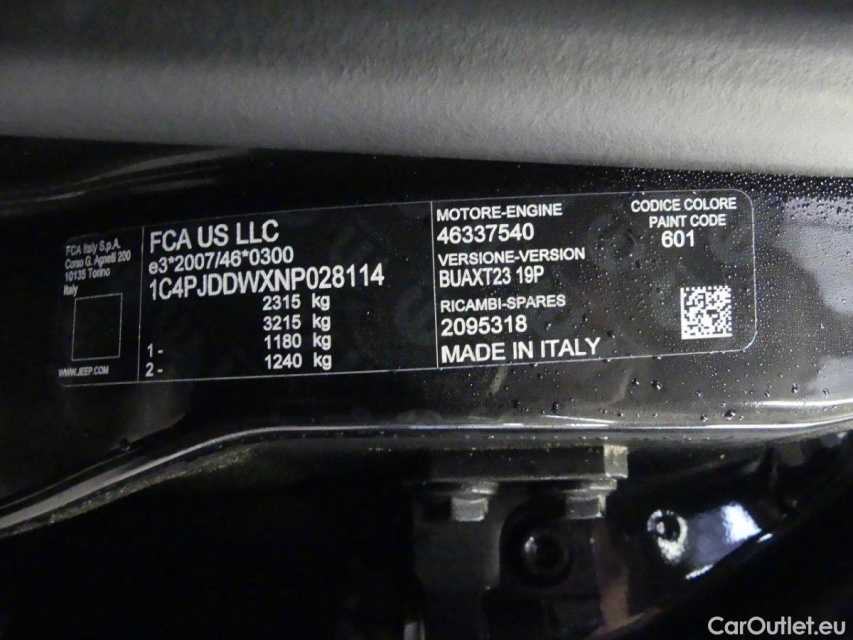 FCA Italy S.p.A.
Corso G. Agnelli 200
10135 Torino
Italy
WWW.JEEP.COM
FCA US LLC
e3*2007/46*0300
1C4PJDDWXNP028114
2315 kg
3215 kg
1- 1180 kg
2- 1240 kg
MOTORE-ENGINE
46337540
VERSIONE-VERSION
BUAXT23 19P
RICAMBI-SPARES
2095318
MADE IN ITALY
CODICE COLORE
PAINT CODE
601
CarOutlet.eu